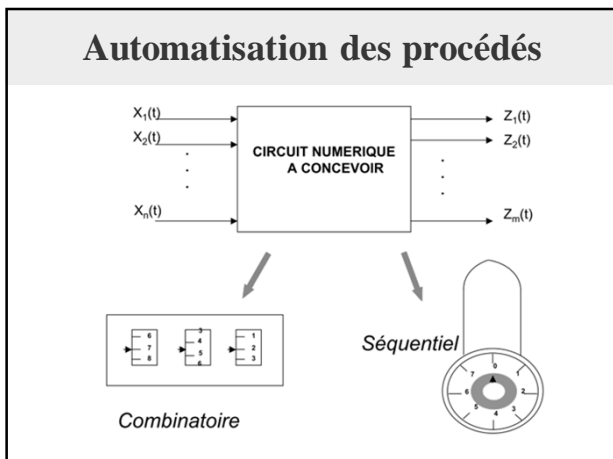 Automatisation des procédés
X1(t)
X2(t)
Xn(t)
CIRCUIT NUMERIQUE
A CONCEVOIR
Z1(t)
Z2(t)
Zm(t)
6
7
8
3
4
5
6
1
2
3
Combinatoire
Séquentiel
0
1
2
3
4
5
6
7